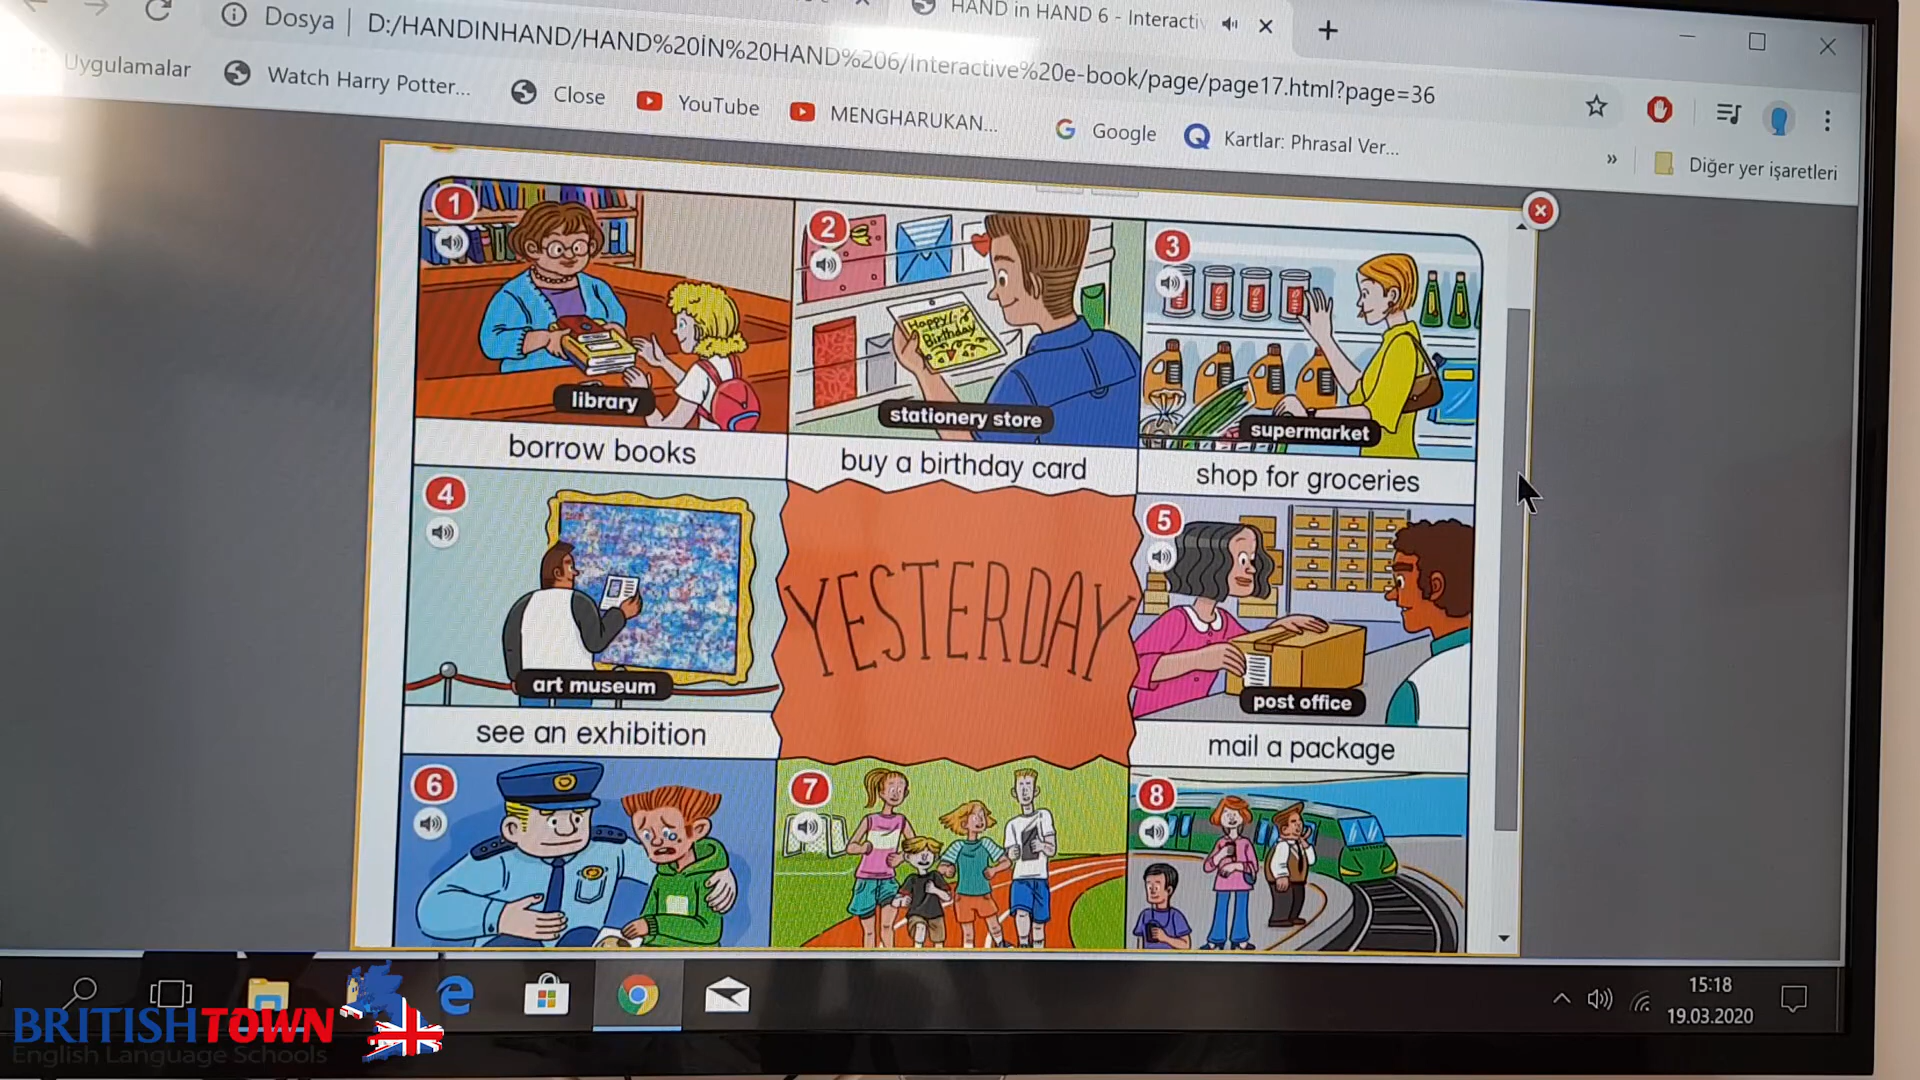 HAND in HAND 6 - Interactiv
Dosya | D:/HANDINHAND/HAND%20İN%20HAND%206/Interactive%20e-book/page/page17.html?page=36
Uygulamalar
Watch Harry Potter...
Close
YouTube
MENGHARUKAN...
Google
Kartlar: Phrasal Ver...
»
Diğer yer işaretleri
1
library
borrow books
2
Happy
Birthday
stationery store
buy a birthday card
3
supermarket
shop for groceries
4
art museum
see an exhibition
YESTERDAY
5
post office
mail a package
6
7
8
15:18
19.03.2020
BRITISHTOWN
English Language Schools